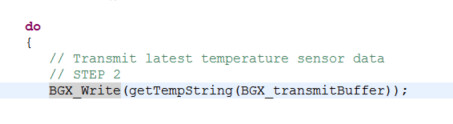 do
{
// Transmit latest temperature sensor data
// STEP 2
BGX_Write(getTempString(BGX_transmitBuffer));